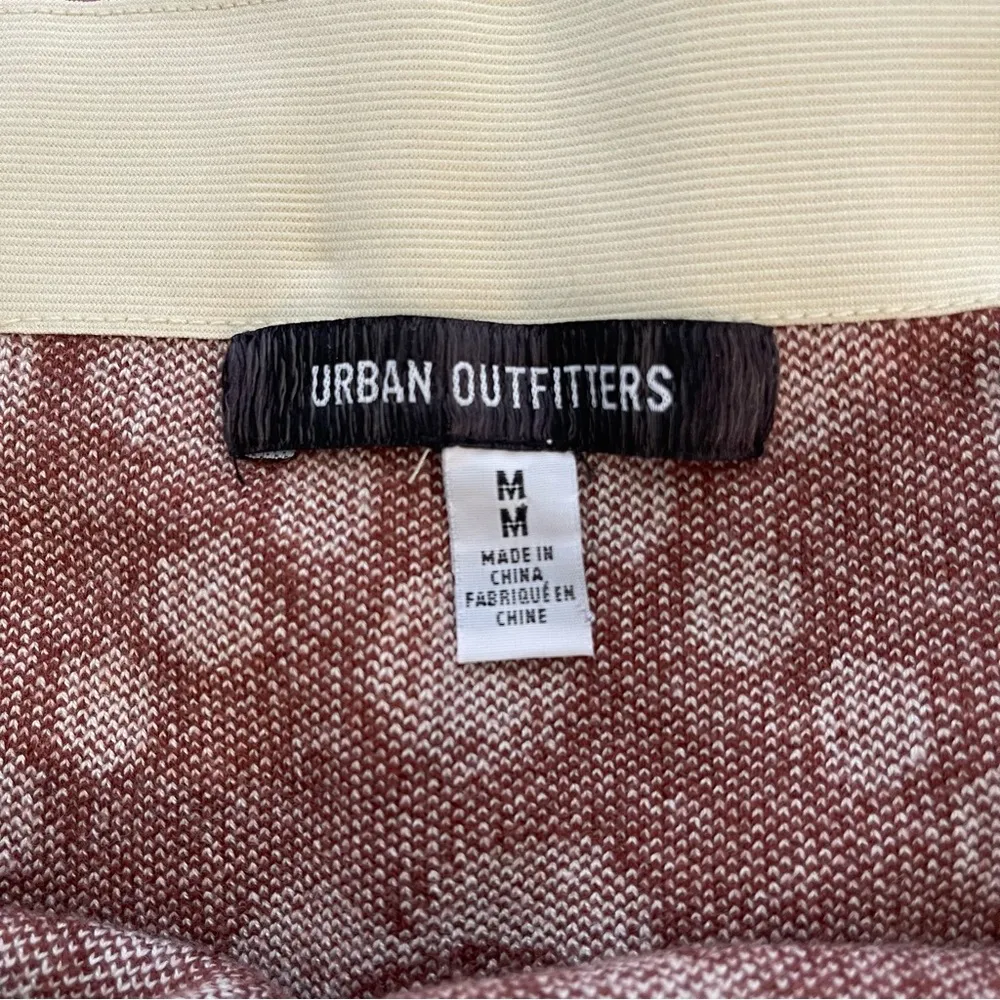 URBAN OUTFITTERS
M
M
MADE IN
CHINA
FABRIQUÉ EN
CHINE